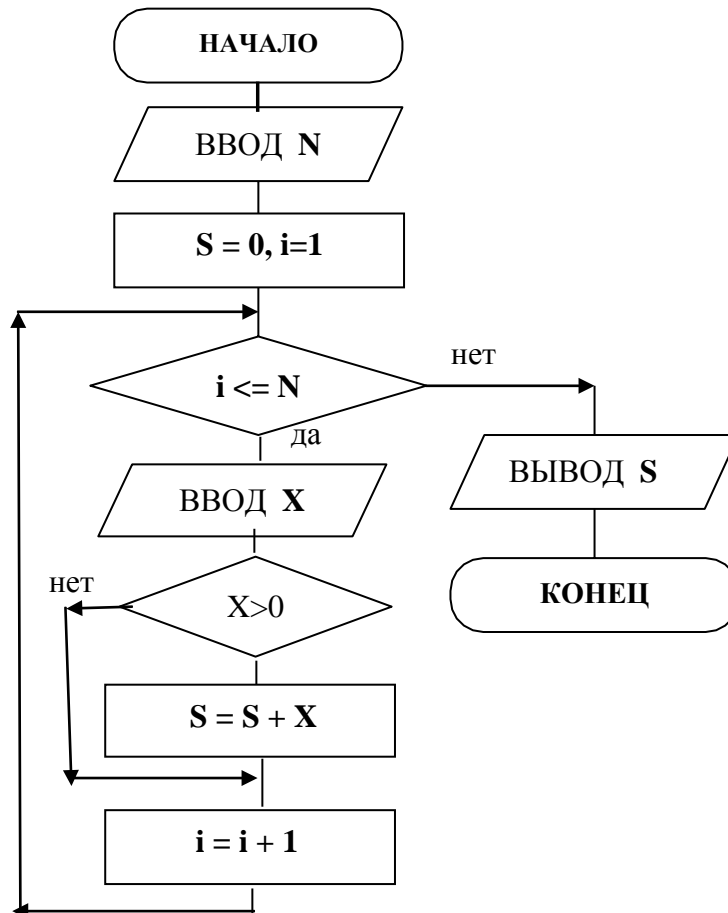 НАЧАЛО
ВВОД N
S = 0, i=1
i <= N
нет
да
ВВОД X
ВЫВОД S
нет
X>0
КОНЕЦ
S = S + X
i = i + 1